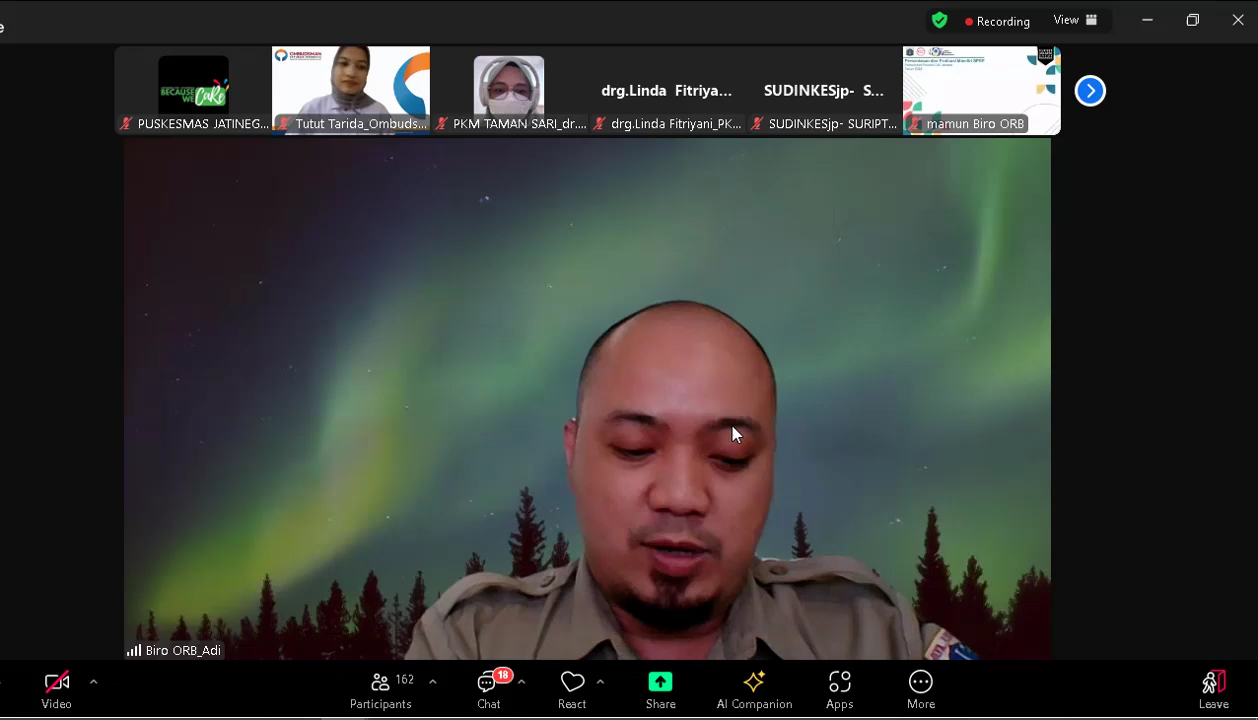 e
Recording
View
BECAUSE
WE CaRe
OMBUDSMAN
drg.Linda Fitriya...
SUDINKESjp- S...
PUSKESMAS JATINEG...
Tutut Tarida_Ombuds...
PKM TAMAN SARI_dr....
drg.Linda Fitriyani_PK...
SUDINKESjp- SURIPT...
mamun Biro ORB
Biro ORB_Adi
162
18
Video
Participants
Chat
React
Share
AI Companion
Apps
More
Leave